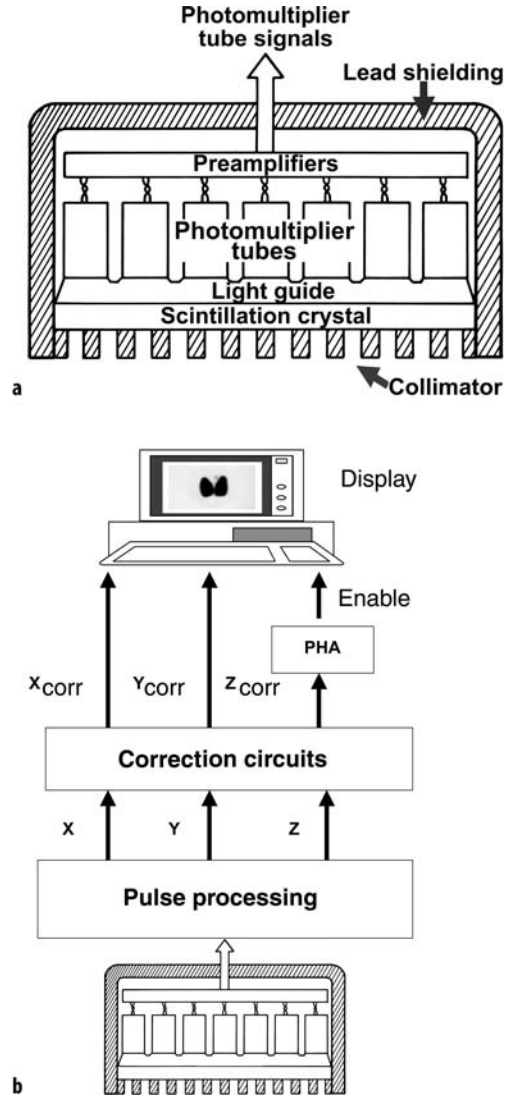 Photomultiplier
tube signals
Lead shielding
Preamplifiers
Photomultiplier
tubes
Light guide
Scintillation crystal
Collimator
a
Display
Enable
PHA
Xcorr
Ycorr
Zcorr
Correction circuits
X
Y
Z
Pulse processing
b